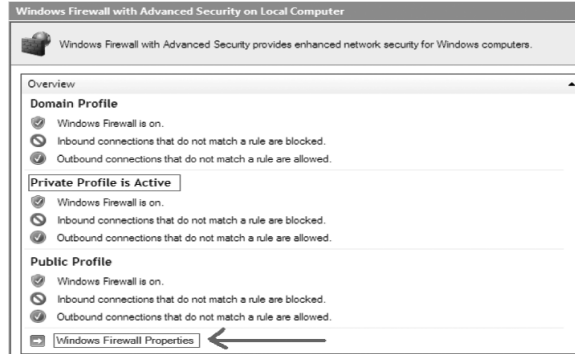 Windows Firewall with Advanced Security on Local Computer
Windows Firewall with Advanced Security provides enhanced network security for Windows computers.
Overview
Domain Profile
Windows Firewall is on.
Inbound connections that do not match a rule are blocked.
Outbound connections that do not match a rule are allowed.
Private Profile is Active
Windows Firewall is on.
Inbound connections that do not match a rule are blocked.
Outbound connections that do not match a rule are allowed.
Public Profile
Windows Firewall is on.
Inbound connections that do not match a rule are blocked.
Outbound connections that do not match a rule are allowed.
Windows Firewall Properties